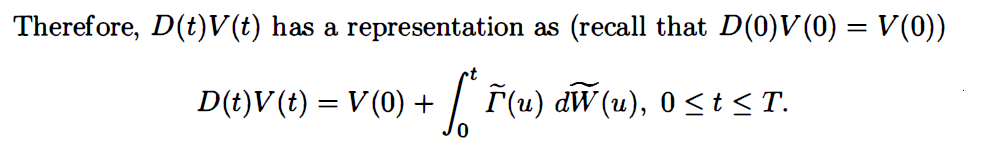 Therefore, D(t)V(t) has a representation as (recall that D(0)V(0) = V(0))
D(t)V(t) = V(0) + ∫₀ᵗ Γ̃(u) dW̃(u), 0 ≤ t ≤ T.